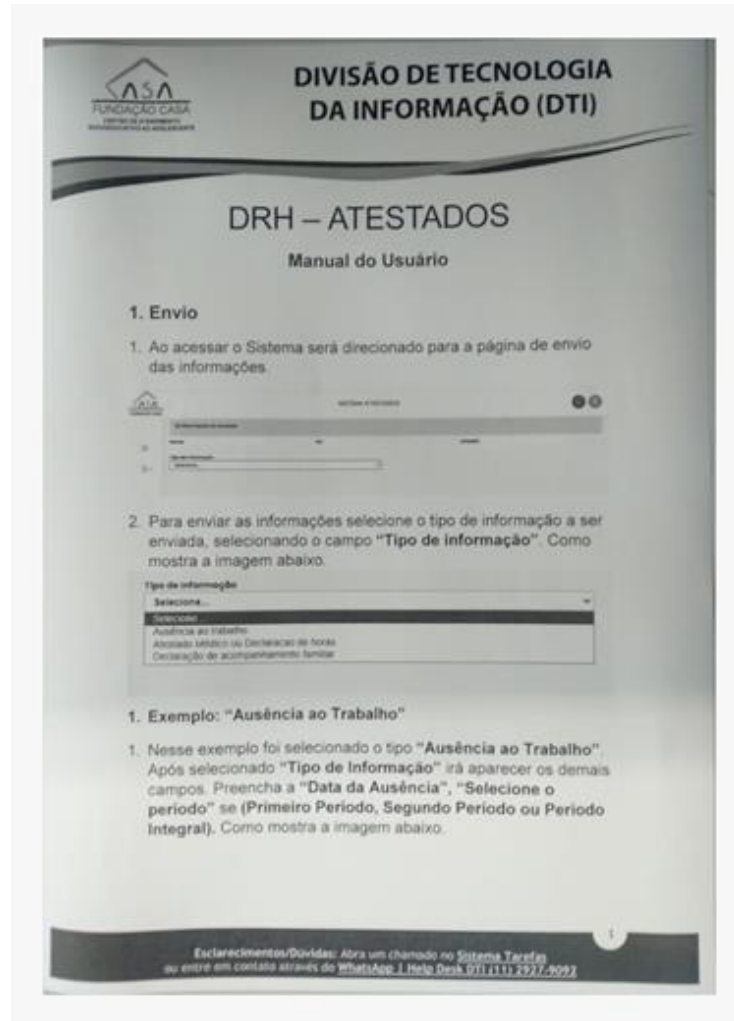 CASA
FUNDAÇÃO CASA
DIVISÃO DE TECNOLOGIA
DA INFORMAÇÃO (DTI)
DRH – ATESTADOS
Manual do Usuário
1. Envio
1. Ao acessar o Sistema será direcionado para a página de envio
das informações.
2. Para enviar as informações selecione o tipo de informação a ser
enviada, selecionando o campo "Tipo de informação". Como
mostra a imagem abaixo.
Tipo de informação
Selecione...
Selecione...
Ausência ao trabalho
Atestado Médico ou Declaracao de horas
Declaração de acompanhamento familiar
1. Exemplo: "Ausência ao Trabalho"
1. Nesse exemplo foi selecionado o tipo "Ausência ao Trabalho".
Após selecionado "Tipo de Informação" irá aparecer os demais
campos. Preencha a "Data da Ausência", "Selecione o
período" se (Primeiro Período, Segundo Período ou Período
Integral). Como mostra a imagem abaixo.
1
Esclarecimentos/Dúvidas: Abra um chamado no Sistema Tarefas
ou entre em contato através do WhatsApp | Help Desk DTI (11) 2927-9092